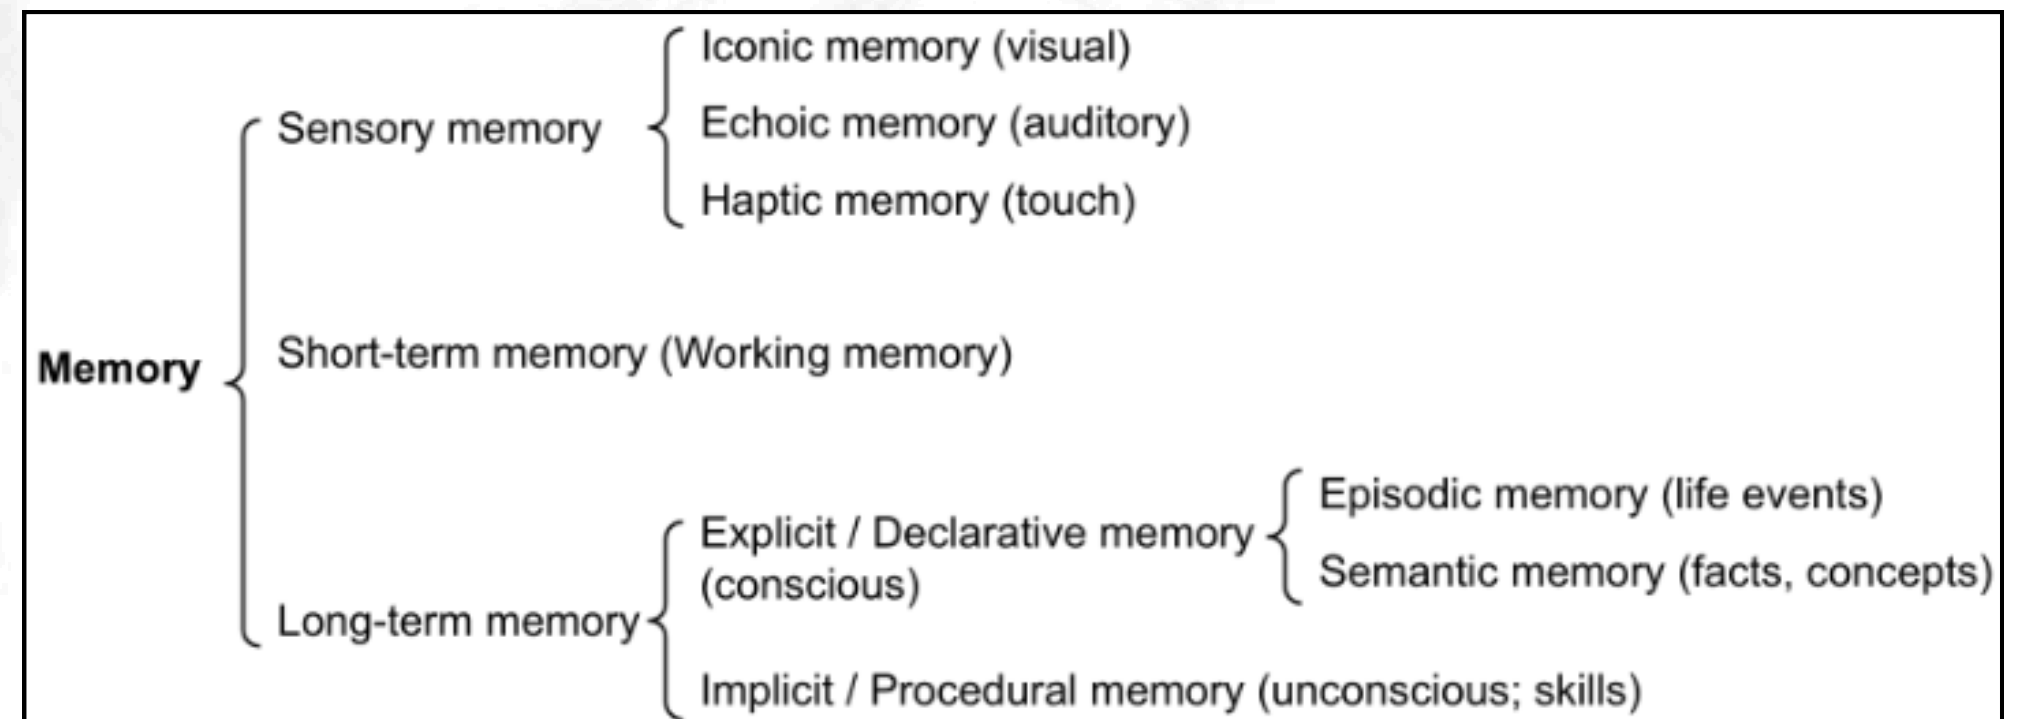 Iconic memory (visual)
Sensory memory
Echoic memory (auditory)
Haptic memory (touch)
Memory
Short-term memory (Working memory)
Long-term memory
Explicit / Declarative memory
(conscious)
Episodic memory (life events)
Semantic memory (facts, concepts)
Implicit / Procedural memory (unconscious; skills)